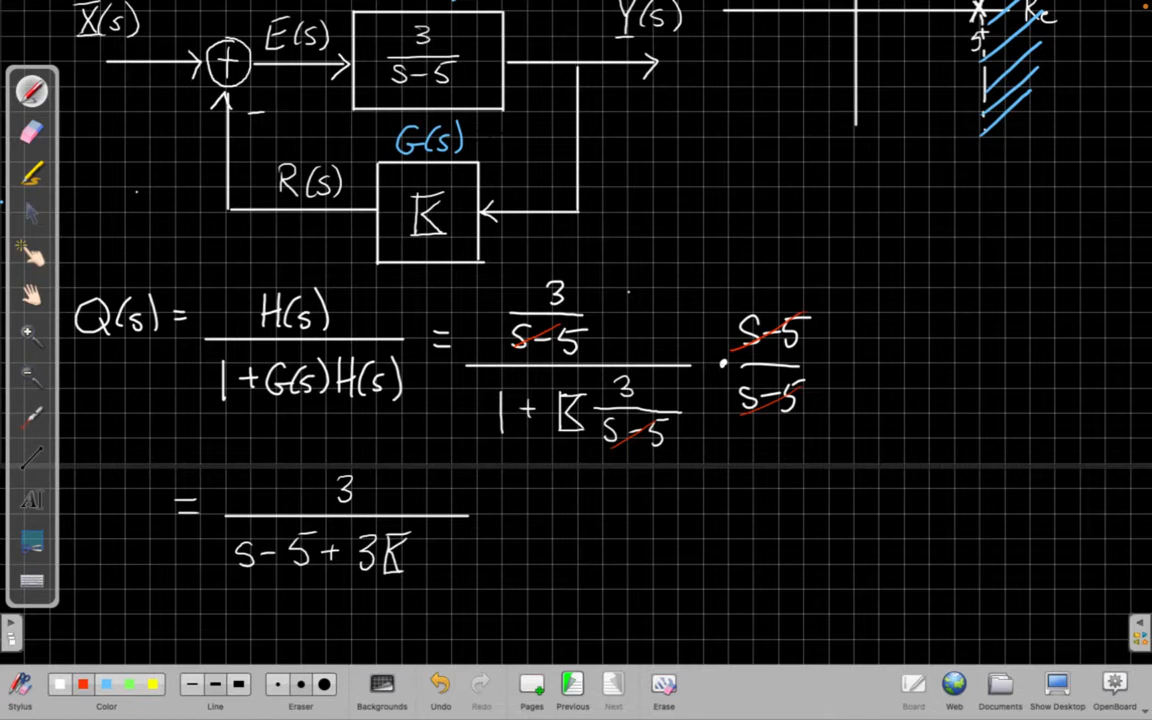 X(s) E(s) 3/(s-5) Y(s) Re
5
G(s)
R(s) K
Q(s) = H(s)/(1+G(s)H(s)) = (3/(s-5))/(1+K 3/(s-5)) · (s-5)/(s-5)
= 3/(s-5+3K)
Stylus Color Line Eraser Backgrounds Undo Redo Pages Previous Next Erase Board Web Documents Show Desktop OpenBoard